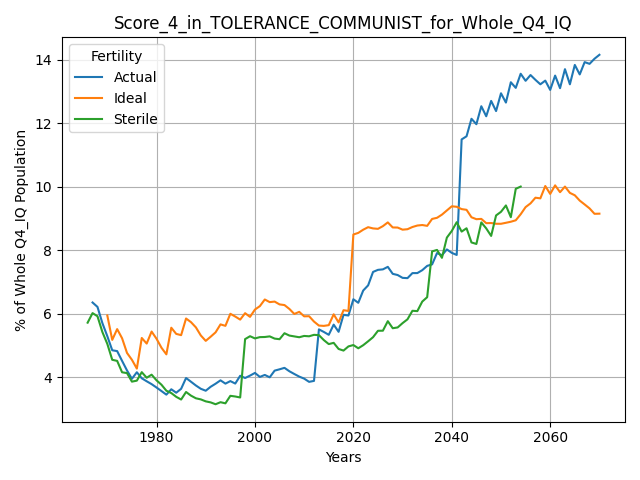 Score_4_in_TOLERANCE_COMMUNIST_for_Whole_Q4_IQ
Fertility
Actual
Ideal
Sterile
% of Whole Q4_IQ Population
14
12
10
8
6
4
1980 2000 2020 2040 2060
Years